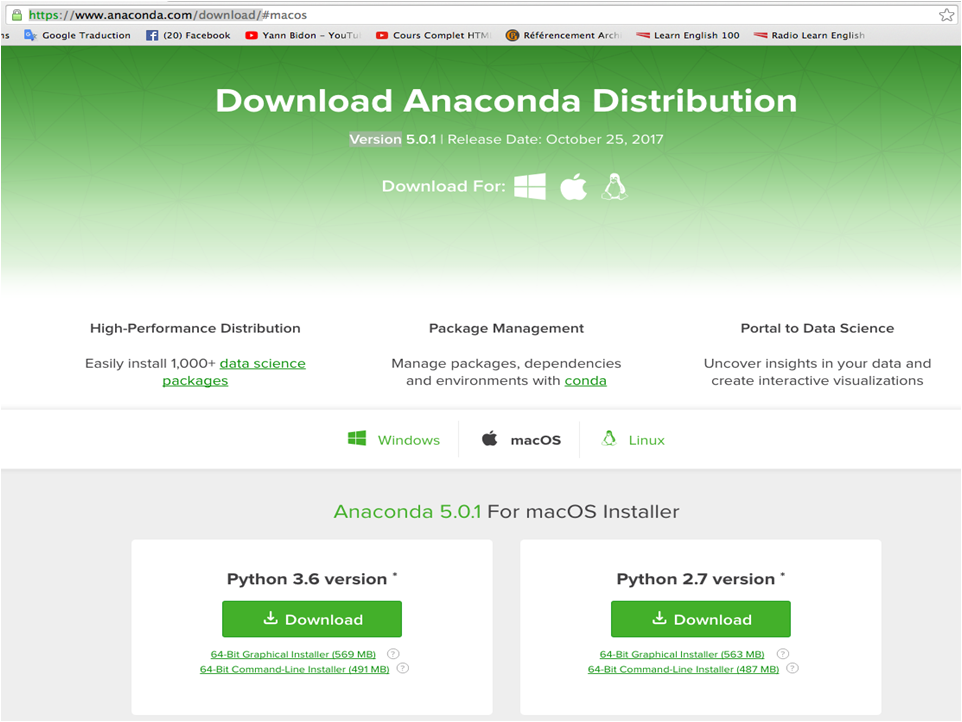 https://www.anaconda.com/download/#macos
ns Google Traduction (20) Facebook Yann Bidon – YouTu Cours Complet HTM Référencement Arch Learn English 100 Radio Learn English
Download Anaconda Distribution
Version 5.0.1 | Release Date: October 25, 2017
Download For:
High-Performance Distribution
Easily install 1,000+ data science
packages
Package Management
Manage packages, dependencies
and environments with conda
Portal to Data Science
Uncover insights in your data and
create interactive visualizations
Windows macOS Linux
Anaconda 5.0.1 For macOS Installer
Python 3.6 version *
Download
64-Bit Graphical Installer (569 MB) ?
64-Bit Command-Line Installer (491 MB) ?
Python 2.7 version *
Download
64-Bit Graphical Installer (563 MB) ?
64-Bit Command-Line Installer (487 MB) ?